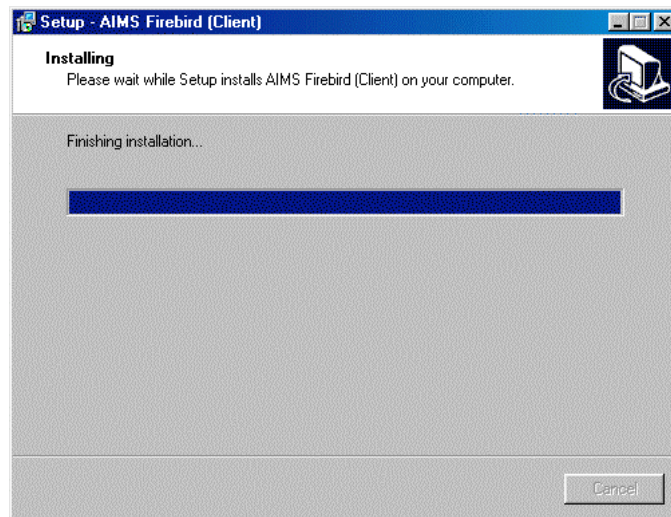 Setup - AIMS Firebird (Client)
Installing
Please wait while Setup installs AIMS Firebird (Client) on your computer.
Finishing installation...
Cancel